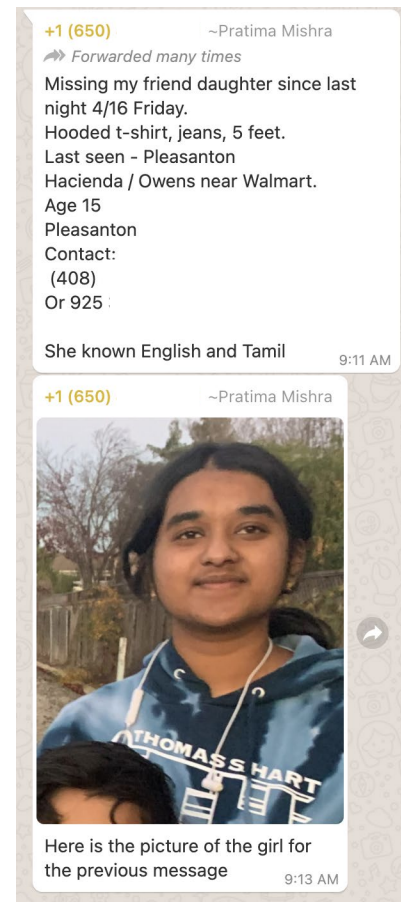 +1 (650) ~Pratima Mishra
Forwarded many times
Missing my friend daughter since last
night 4/16 Friday.
Hooded t-shirt, jeans, 5 feet.
Last seen - Pleasanton
Hacienda / Owens near Walmart.
Age 15
Pleasanton
Contact:
(408)
Or 925
She known English and Tamil
9:11 AM
+1 (650) ~Pratima Mishra
THOMAS S HART
Here is the picture of the girl for
the previous message
9:13 AM